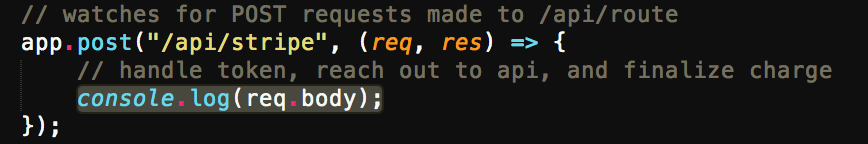 // watches for POST requests made to /api/route
app.post("/api/stripe", (req, res) => {
// handle token, reach out to api, and finalize charge
console.log(req.body);
});